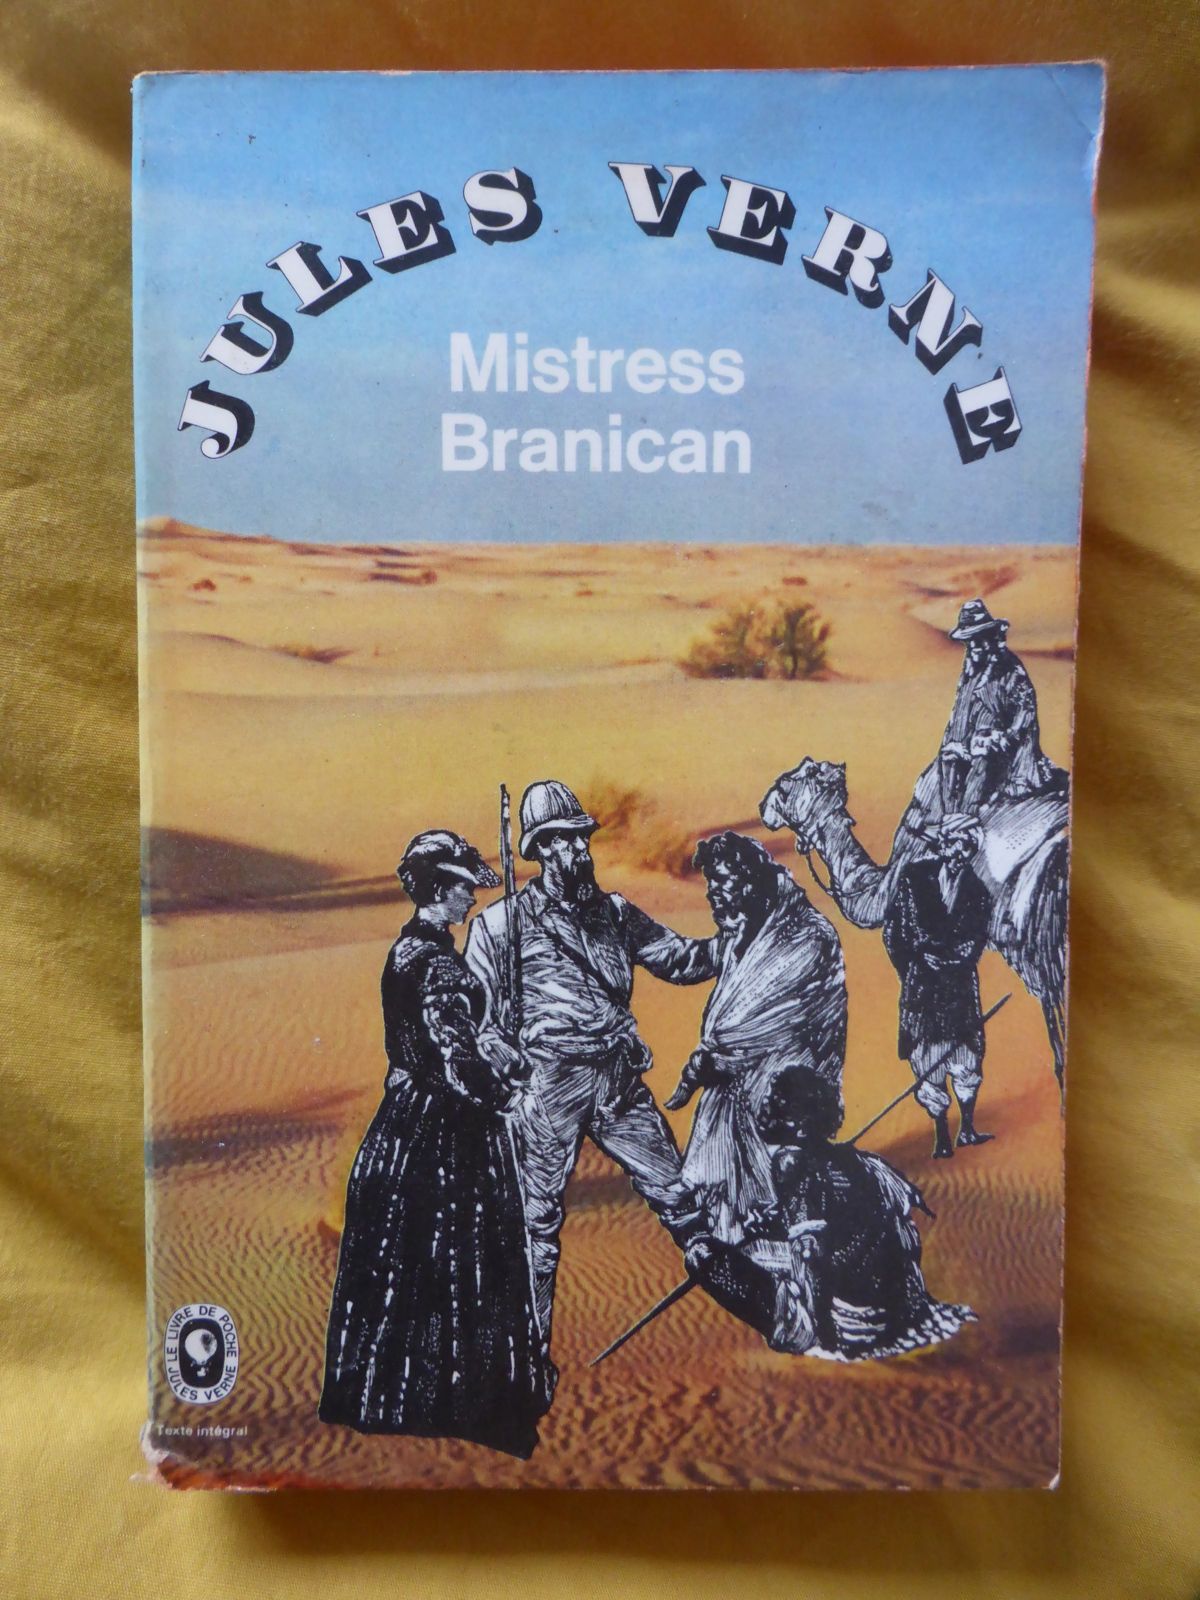 JULES VERNE
Mistress
Branican
LE LIVRE DE POCHE
JULES VERNE
Texte intégral